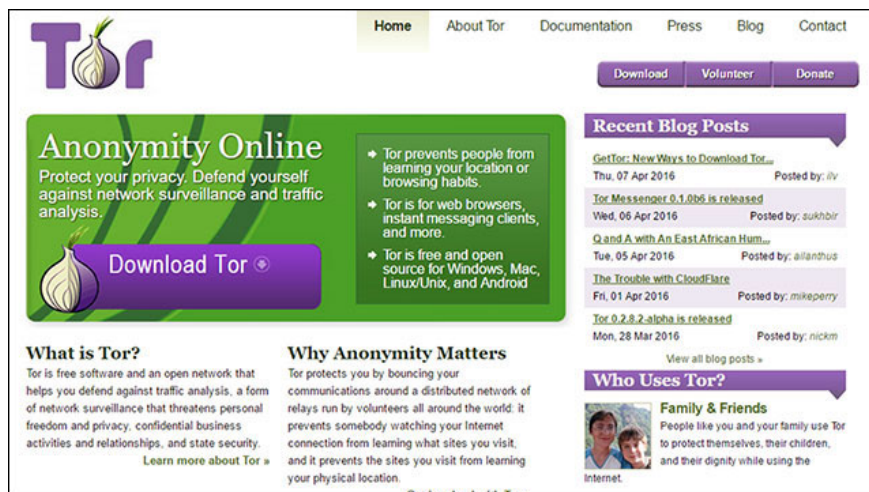 Tor
Home
About Tor
Documentation
Press
Blog
Contact
Download
Volunteer
Donate
Anonymity Online
Protect your privacy. Defend yourself
against network surveillance and traffic
analysis.
Download Tor
Tor prevents people from
learning your location or
browsing habits.
Tor is for web browsers,
instant messaging clients,
and more.
Tor is free and open
source for Windows, Mac,
Linux/Unix, and Android
Recent Blog Posts
GetTor: New Ways to Download Tor...
Thu, 07 Apr 2016 Posted by: ilv
Tor Messenger 0.1.0b6 is released
Wed, 06 Apr 2016 Posted by: sukhbir
Q and A with An East African Hum...
Tue, 05 Apr 2016 Posted by: ailanthus
The Trouble with CloudFlare
Fri, 01 Apr 2016 Posted by: mikeperry
Tor 0.2.8.2-alpha is released
Mon, 28 Mar 2016 Posted by: nickm
View all blog posts »
What is Tor?
Tor is free software and an open network that
helps you defend against traffic analysis, a form
of network surveillance that threatens personal
freedom and privacy, confidential business
activities and relationships, and state security.
Learn more about Tor »
Why Anonymity Matters
Tor protects you by bouncing your
communications around a distributed network of
relays run by volunteers all around the world: it
prevents somebody watching your Internet
connection from learning what sites you visit,
and it prevents the sites you visit from learning
your physical location.
Who Uses Tor?
Family & Friends
People like you and your family use Tor
to protect themselves, their children,
and their dignity while using the
Internet.